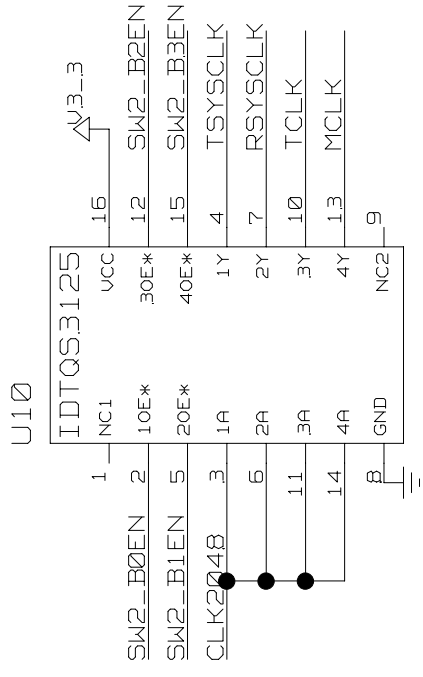 U10
IDTQS3125
SW2_B0EN 2 1OE*
SW2_B1EN 5 2OE*
CLK2048 3 1A
6 2A
11 3A
14 4A
8 GND
1 NC1
VCC 16 V3_3
3OE* 12 SW2_B2EN
4OE* 15 SW2_B3EN
1Y 4 TSYSCLK
2Y 7 RSYSCLK
3Y 10 TCLK
4Y 13 MCLK
NC2 9